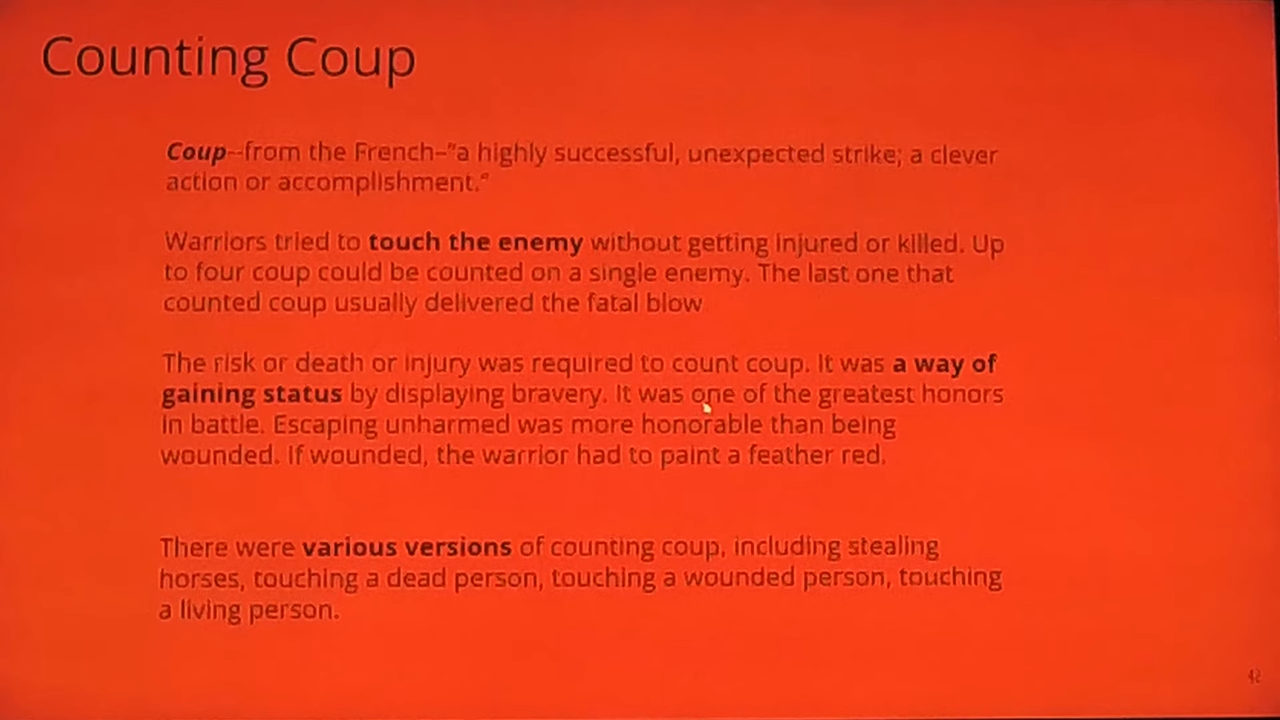 Counting Coup
Coup--from the French–"a highly successful, unexpected strike; a clever
action or accomplishment."
Warriors tried to touch the enemy without getting injured or killed. Up
to four coup could be counted on a single enemy. The last one that
counted coup usually delivered the fatal blow
The risk or death or injury was required to count coup. It was a way of
gaining status by displaying bravery. It was one of the greatest honors
in battle. Escaping unharmed was more honorable than being
wounded. If wounded, the warrior had to paint a feather red.
There were various versions of counting coup, including stealing
horses, touching a dead person, touching a wounded person, touching
a living person.
42